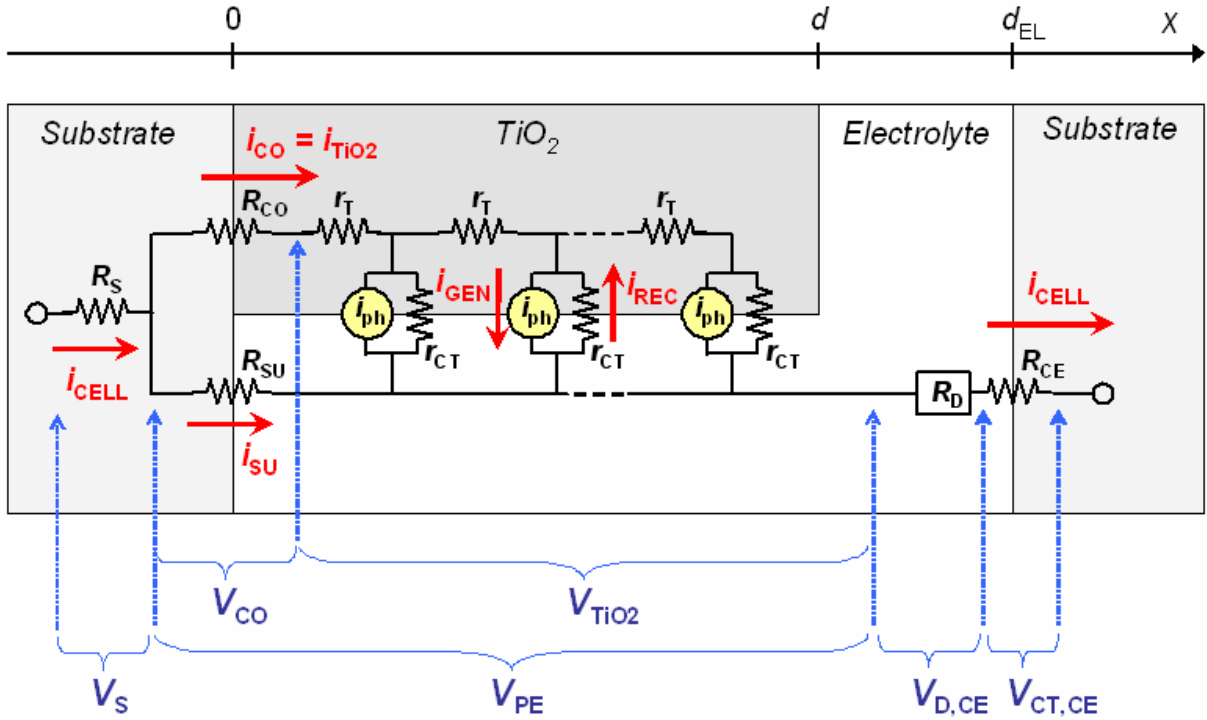 0 d d_EL X
Substrate TiO₂ Electrolyte Substrate
i_CO = i_TiO2
R_CO r_T r_T r_T
R_S
i_GEN i_REC i_CELL
i_ph i_ph i_ph
r_CT r_CT r_CT
i_CELL R_SU R_D R_CE
i_SU
V_CO V_TiO2
V_S V_PE V_D,CE V_CT,CE